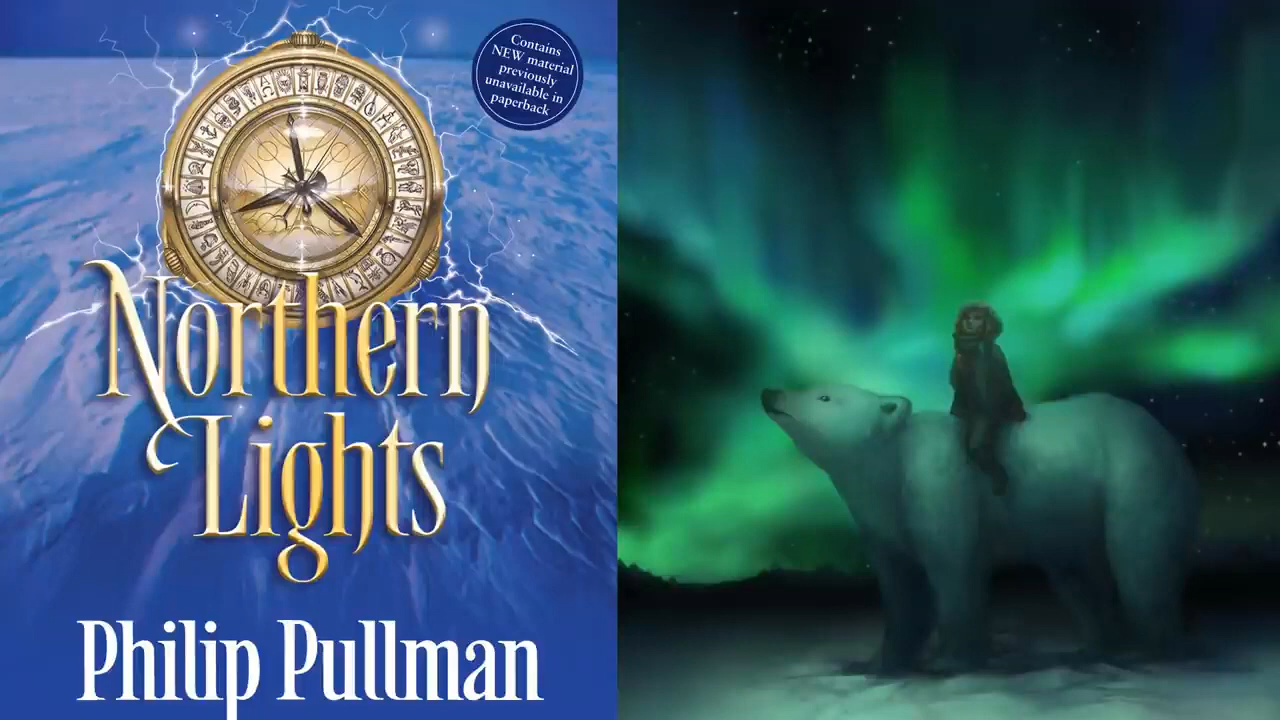 Contains
NEW material
previously
unavailable in
paperback
Northern
Lights
Philip Pullman